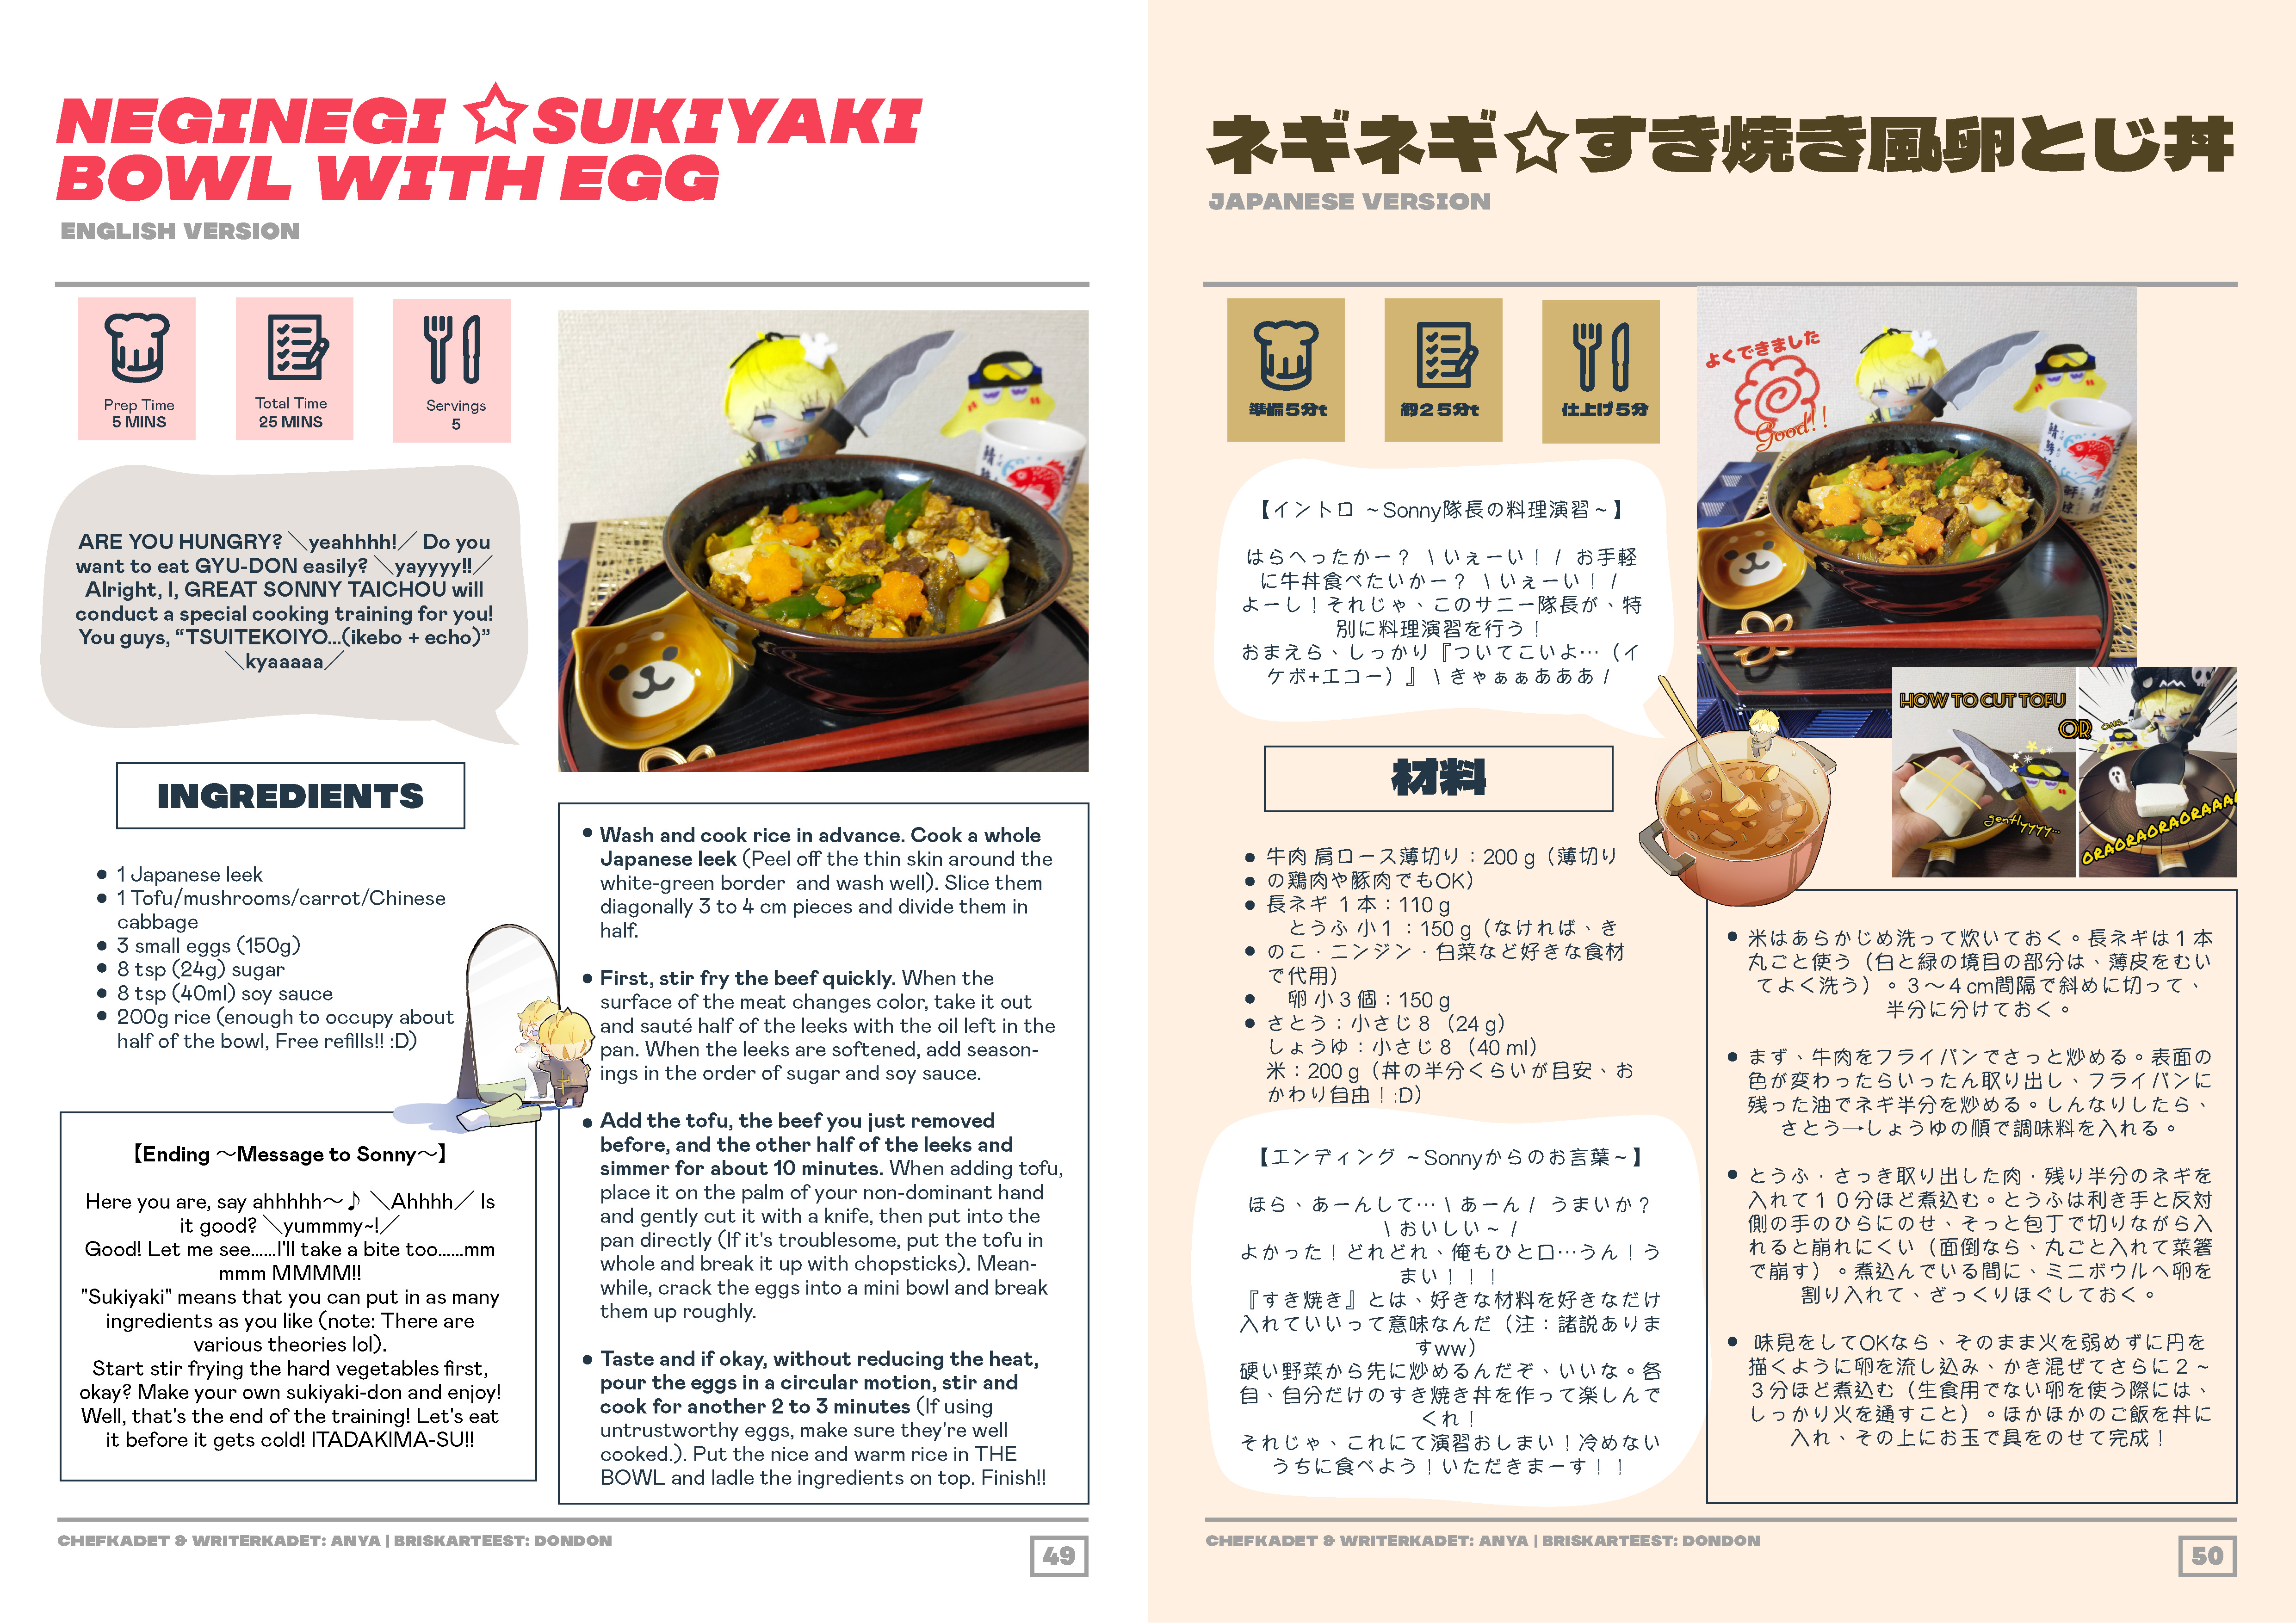 NEGINEGI ☆SUKIYAKI
BOWL WITH EGG
ENGLISH VERSION
Prep Time
5 MINS
Total Time
25 MINS
Servings
5
ARE YOU HUNGRY? ＼yeahhhh!／ Do you
want to eat GYU-DON easily? ＼yayyyy!!／
Alright, I, GREAT SONNY TAICHOU will
conduct a special cooking training for you!
You guys, “TSUITEKOIYO...(ikebo + echo)”
＼kyaaaaa／
INGREDIENTS
• 1 Japanese leek
• 1 Tofu/mushrooms/carrot/Chinese
cabbage
• 3 small eggs (150g)
• 8 tsp (24g) sugar
• 8 tsp (40ml) soy sauce
• 200g rice (enough to occupy about
half of the bowl, Free refills!! :D)
【Ending ～Message to Sonny～】
Here you are, say ahhhhh～♪ ＼Ahhhh／ Is
it good? ＼yummmy~!／
Good! Let me see......I'll take a bite too......mm
mmm MMMM!!
"Sukiyaki" means that you can put in as many
ingredients as you like (note: There are
various theories lol).
Start stir frying the hard vegetables first,
okay? Make your own sukiyaki-don and enjoy!
Well, that's the end of the training! Let's eat
it before it gets cold! ITADAKIMA-SU!!
• Wash and cook rice in advance. Cook a whole
Japanese leek (Peel off the thin skin around the
white-green border and wash well). Slice them
diagonally 3 to 4 cm pieces and divide them in
half.
• First, stir fry the beef quickly. When the
surface of the meat changes color, take it out
and sauté half of the leeks with the oil left in the
pan. When the leeks are softened, add season-
ings in the order of sugar and soy sauce.
• Add the tofu, the beef you just removed
before, and the other half of the leeks and
simmer for about 10 minutes. When adding tofu,
place it on the palm of your non-dominant hand
and gently cut it with a knife, then put into the
pan directly (If it's troublesome, put the tofu in
whole and break it up with chopsticks). Mean-
while, crack the eggs into a mini bowl and break
them up roughly.
• Taste and if okay, without reducing the heat,
pour the eggs in a circular motion, stir and
cook for another 2 to 3 minutes (If using
untrustworthy eggs, make sure they're well
cooked.). Put the nice and warm rice in THE
BOWL and ladle the ingredients on top. Finish!!
CHEFKADET & WRITERKADET: ANYA | BRISKARTEEST: DONDON
49
ネギネギ☆すき焼き風卵とじ丼
JAPANESE VERSION
準備５分t
約２５分t
仕上げ５分
よくできました
Good!!
【イントロ ~Sonny隊長の料理演習~】
はらへったかー？ \ いぇーい！ / お手軽
に牛丼食べたいかー？ \ いぇーい！ /
よーし！それじゃ、このサニー隊長が、特
別に料理演習を行う！
おまえら、しっかり『ついてこいよ…（イ
ケボ+エコー）』 \ きゃぁぁあああ /
HOW TO CUT TOFU
OR
gentlyyyy...
ORAORAORAORAAAA
材料
• 牛肉 肩ロース薄切り：200 g（薄切り
• の鶏肉や豚肉でもOK）
• 長ネギ １本：110 g
とうふ 小１：150 g（なければ、き
• のこ・ニンジン・白菜など好きな食材
で代用）
• 卵 小３個：150 g
• さとう：小さじ８（24 g）
しょうゆ：小さじ８（40 ml）
米：200 g（丼の半分くらいが目安、お
かわり自由！:D）
【エンディング ~Sonnyからのお言葉~】
ほら、あーんして… \ あーん / うまいか？
\ おいしい~ /
よかった！どれどれ、俺もひと口…うん！う
まい！！！
『すき焼き』とは、好きな材料を好きなだけ
入れていいって意味なんだ（注：諸説ありま
すww）
硬い野菜から先に炒めるんだぞ、いいな。各
自、自分だけのすき焼き丼を作って楽しんで
くれ！
それじゃ、これにて演習おしまい！冷めない
うちに食べよう！いただきまーす！！
• 米はあらかじめ洗って炊いておく。長ネギは１本
丸ごと使う（白と緑の境目の部分は、薄皮をむい
てよく洗う）。３〜４cm間隔で斜めに切って、
半分に分けておく。
• まず、牛肉をフライパンでさっと炒める。表面の
色が変わったらいったん取り出し、フライパンに
残った油でネギ半分を炒める。しんなりしたら、
さとう→しょうゆの順で調味料を入れる。
• とうふ・さっき取り出した肉・残り半分のネギを
入れて１０分ほど煮込む。とうふは利き手と反対
側の手のひらにのせ、そっと包丁で切りながら入
れると崩れにくい（面倒なら、丸ごと入れて菜箸
で崩す）。煮込んでいる間に、ミニボウルへ卵を
割り入れて、ざっくりほぐしておく。
• 味見をしてOKなら、そのまま火を弱めずに円を
描くように卵を流し込み、かき混ぜてさらに２~
３分ほど煮込む（生食用でない卵を使う際には、
しっかり火を通すこと）。ほかほかのご飯を丼に
入れ、その上にお玉で具をのせて完成！
CHEFKADET & WRITERKADET: ANYA | BRISKARTEEST: DONDON
50